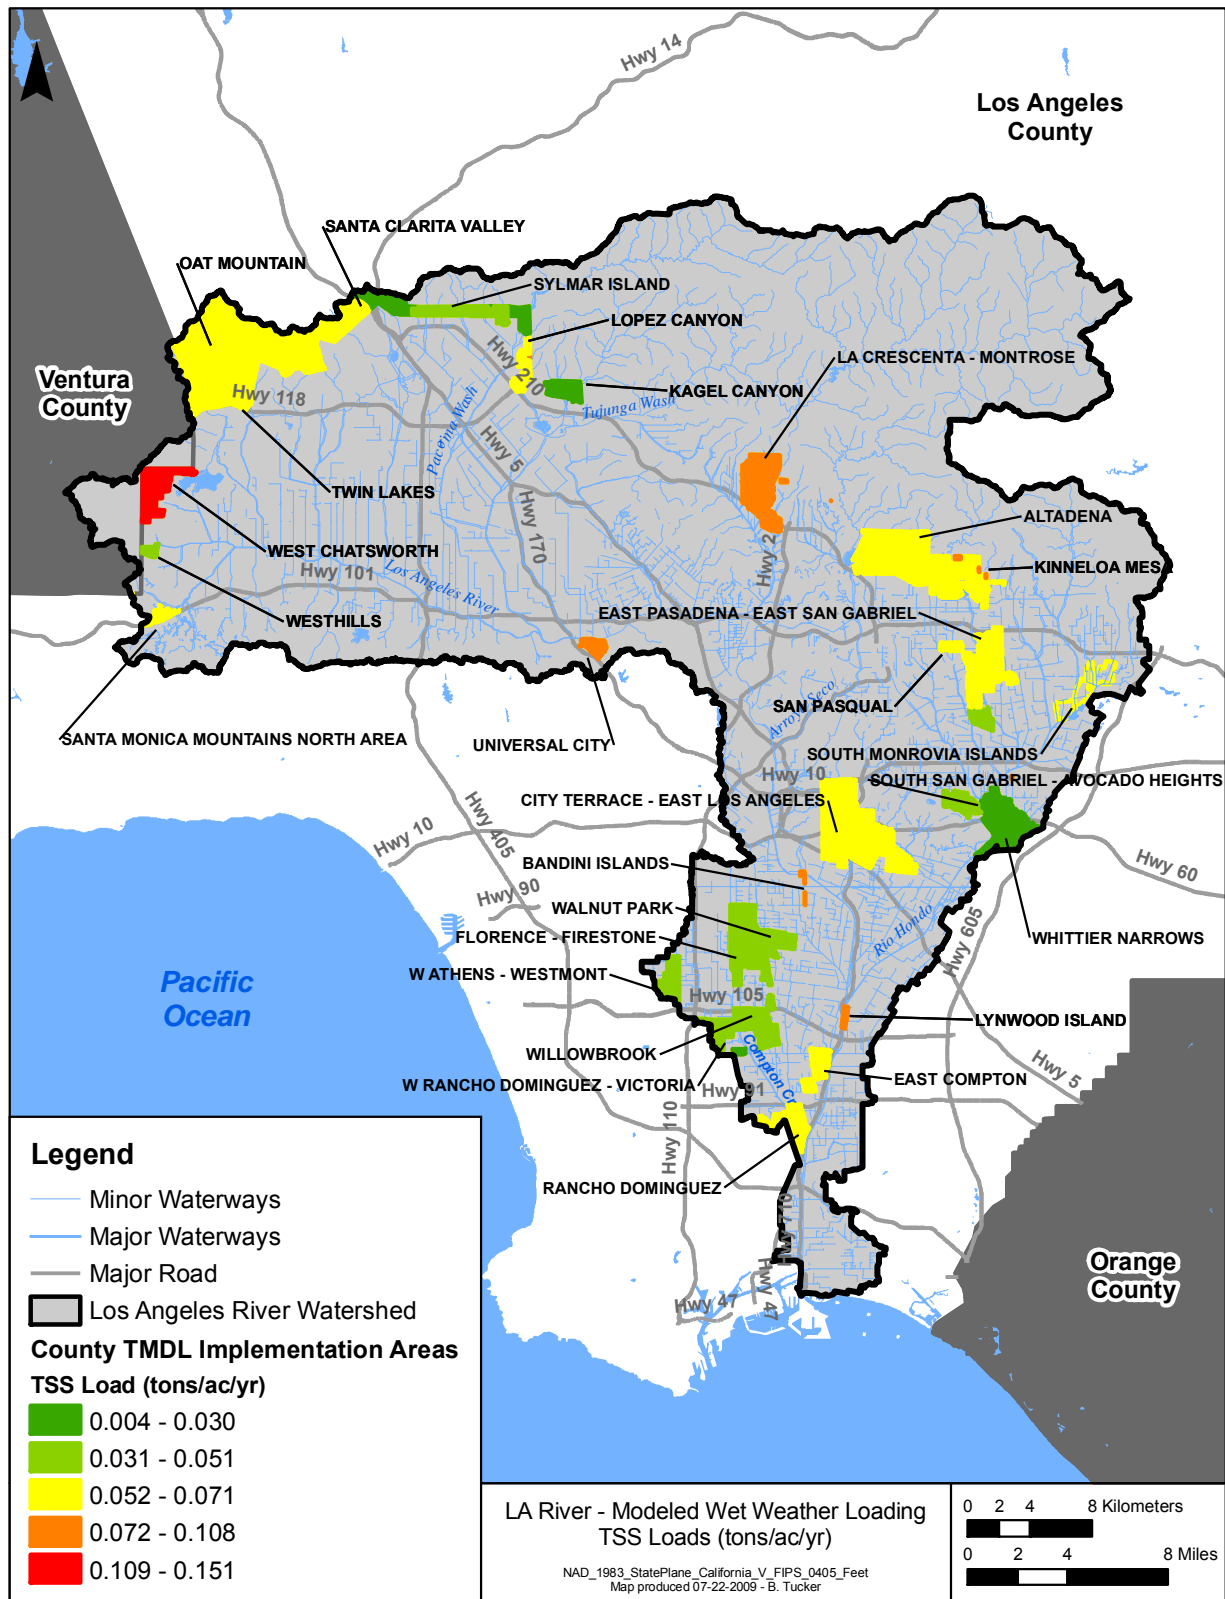 Hwy 14
Los Angeles
County
SANTA CLARITA VALLEY
OAT MOUNTAIN
SYLMAR ISLAND
LOPEZ CANYON
Hwy 210
LA CRESCENTA - MONTROSE
Ventura
County
KAGEL CANYON
Hwy 118
Tujunga Wash
Pacoima Wash
Hwy 5
TWIN LAKES
Hwy 170
ALTADENA
Hwy 2
WEST CHATSWORTH
KINNELOA MESA
Hwy 101
Los Angeles River
EAST PASADENA - EAST SAN GABRIEL
WESTHILLS
SAN PASQUAL
Arroyo Seco
SANTA MONICA MOUNTAINS NORTH AREA
UNIVERSAL CITY
SOUTH MONROVIA ISLANDS
Hwy 10
SOUTH SAN GABRIEL - AVOCADO HEIGHTS
CITY TERRACE - EAST LOS ANGELES
Hwy 405
Hwy 10
BANDINI ISLANDS
Hwy 60
Hwy 90
WALNUT PARK
Rio Hondo
Hwy 605
FLORENCE - FIRESTONE
WHITTIER NARROWS
W ATHENS - WESTMONT
Pacific
Ocean
Hwy 105
LYNWOOD ISLAND
WILLOWBROOK
Compton Cr
Hwy 5
EAST COMPTON
W RANCHO DOMINGUEZ - VICTORIA
Hwy 91
Hwy 110
RANCHO DOMINGUEZ
Hwy 710
Hwy 47
Hwy 47
Orange
County
Legend
Minor Waterways
Major Waterways
Major Road
Los Angeles River Watershed
County TMDL Implementation Areas
TSS Load (tons/ac/yr)
0.004 - 0.030
0.031 - 0.051
0.052 - 0.071
0.072 - 0.108
0.109 - 0.151
LA River - Modeled Wet Weather Loading
TSS Loads (tons/ac/yr)
NAD_1983_StatePlane_California_V_FIPS_0405_Feet
Map produced 07-22-2009 - B. Tucker
0 2 4 8 Kilometers
0 2 4 8 Miles